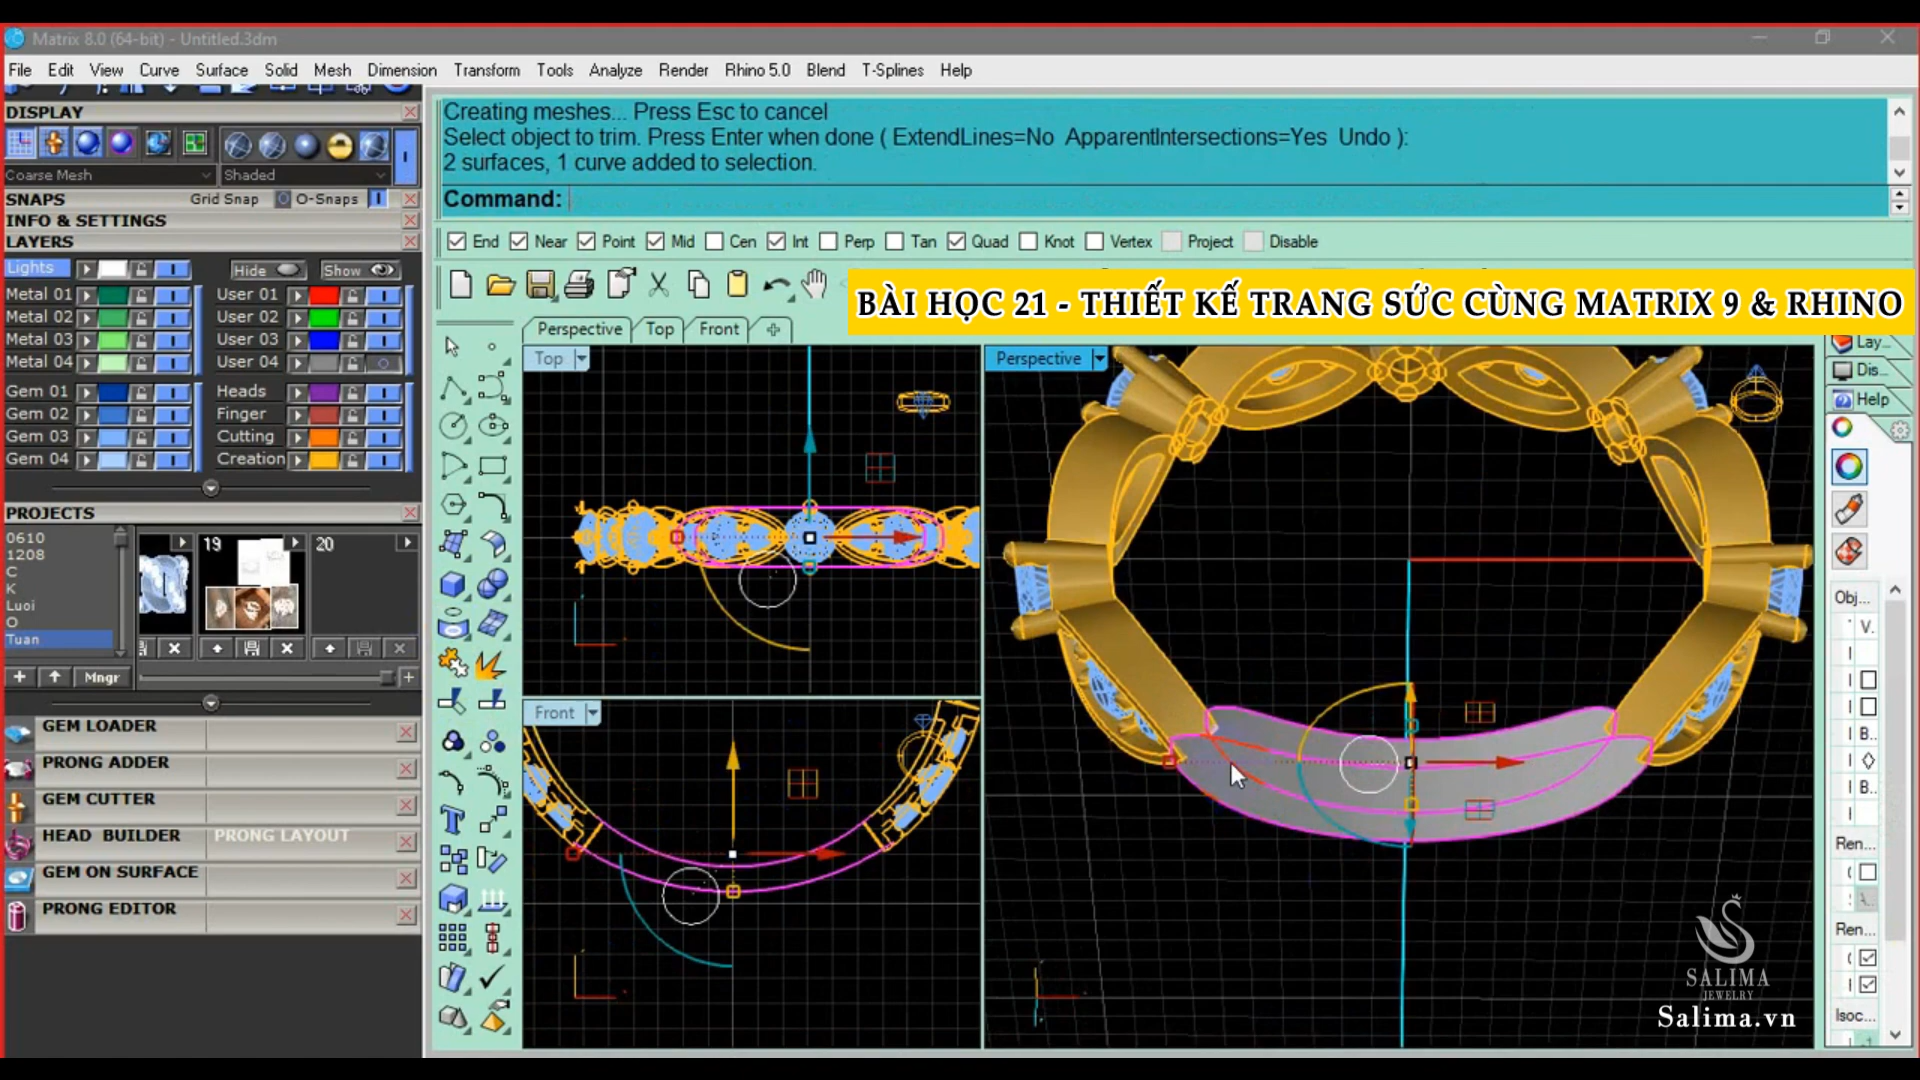 Matrix 8.0 (64-bit) - Untitled.3dm
File Edit View Curve Surface Solid Mesh Dimension Transform Tools Analyze Render Rhino 5.0 Blend T-Splines Help
DISPLAY
Coarse Mesh Shaded
SNAPS Grid Snap O-Snaps
INFO & SETTINGS
LAYERS
Lights Hide Show
Metal 01 User 01
Metal 02 User 02
Metal 03 User 03
Metal 04 User 04
Gem 01 Heads
Gem 02 Finger
Gem 03 Cutting
Gem 04 Creation
PROJECTS
0610
1208
C
K
Luoi
O
Tuan
19 20
Mngr
GEM LOADER
PRONG ADDER
GEM CUTTER
HEAD BUILDER PRONG LAYOUT
GEM ON SURFACE
PRONG EDITOR
Creating meshes... Press Esc to cancel
Select object to trim. Press Enter when done ( ExtendLines=No ApparentIntersections=Yes Undo ):
2 surfaces, 1 curve added to selection.
Command:
End Near Point Mid Cen Int Perp Tan Quad Knot Vertex Project Disable
BÀI HỌC 21 - THIẾT KẾ TRANG SỨC CÙNG MATRIX 9 & RHINO
Perspective Top Front
Top
Perspective
Front
Lay...
Dis...
Help
Obj...
V.
B..
B..
Ren...
Ren...
Isoc...
SALIMA
JEWELRY
Salima.vn